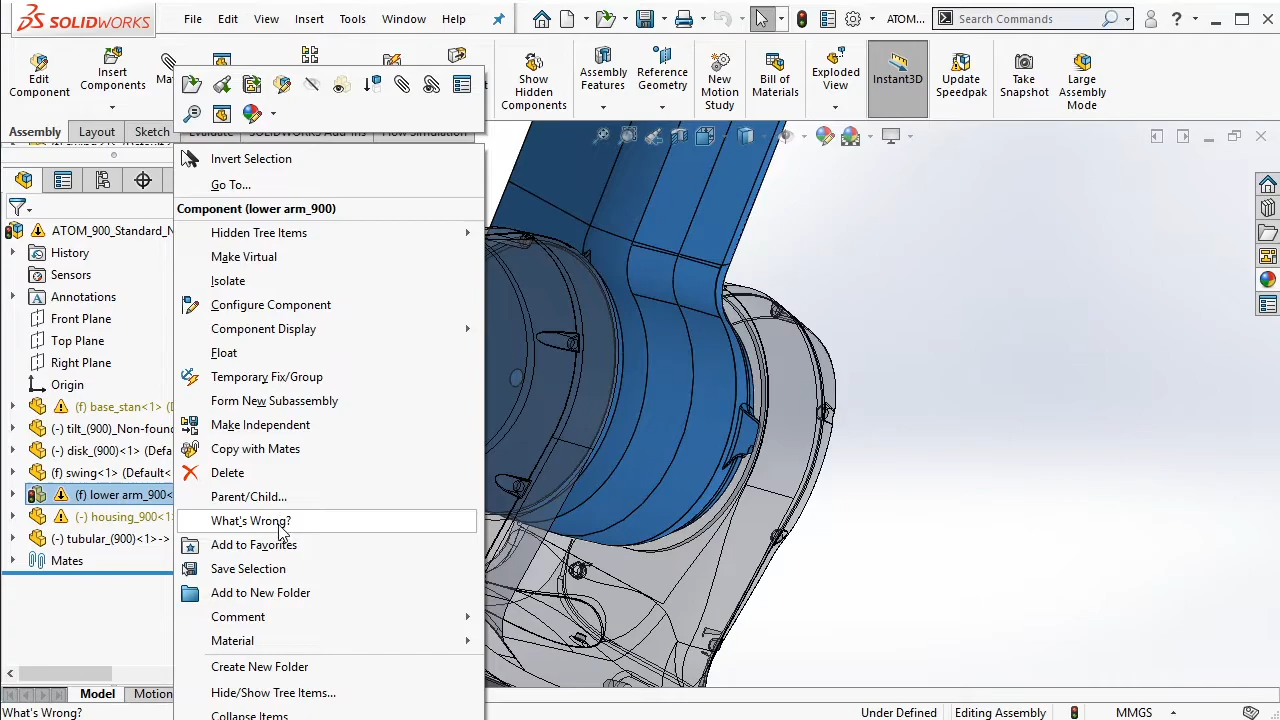 SOLIDWORKS
File Edit View Insert Tools Window Help
ATOM...
Search Commands
Edit Component
Insert Components
Show Hidden Components
Assembly Features
Reference Geometry
New Motion Study
Bill of Materials
Exploded View
Instant3D
Update Speedpak
Take Snapshot
Large Assembly Mode
Assembly Layout Sketch
ATOM_900_Standard_N
History
Sensors
Annotations
Front Plane
Top Plane
Right Plane
Origin
(f) base_stan<1> (D
(-) tilt_(900)_Non-foun
(-) disk_(900)<1> (Defa
(f) swing<1> (Default<
(f) lower arm_900<
(-) housing_900<1
(-) tubular_(900)<1>->
Mates
Invert Selection
Go To...
Component (lower arm_900)
Hidden Tree Items
Make Virtual
Isolate
Configure Component
Component Display
Float
Temporary Fix/Group
Form New Subassembly
Make Independent
Copy with Mates
Delete
Parent/Child...
What's Wrong?
Add to Favorites
Save Selection
Add to New Folder
Comment
Material
Create New Folder
Hide/Show Tree Items...
Collapse Items
Model Motion
What's Wrong?
Under Defined Editing Assembly MMGS